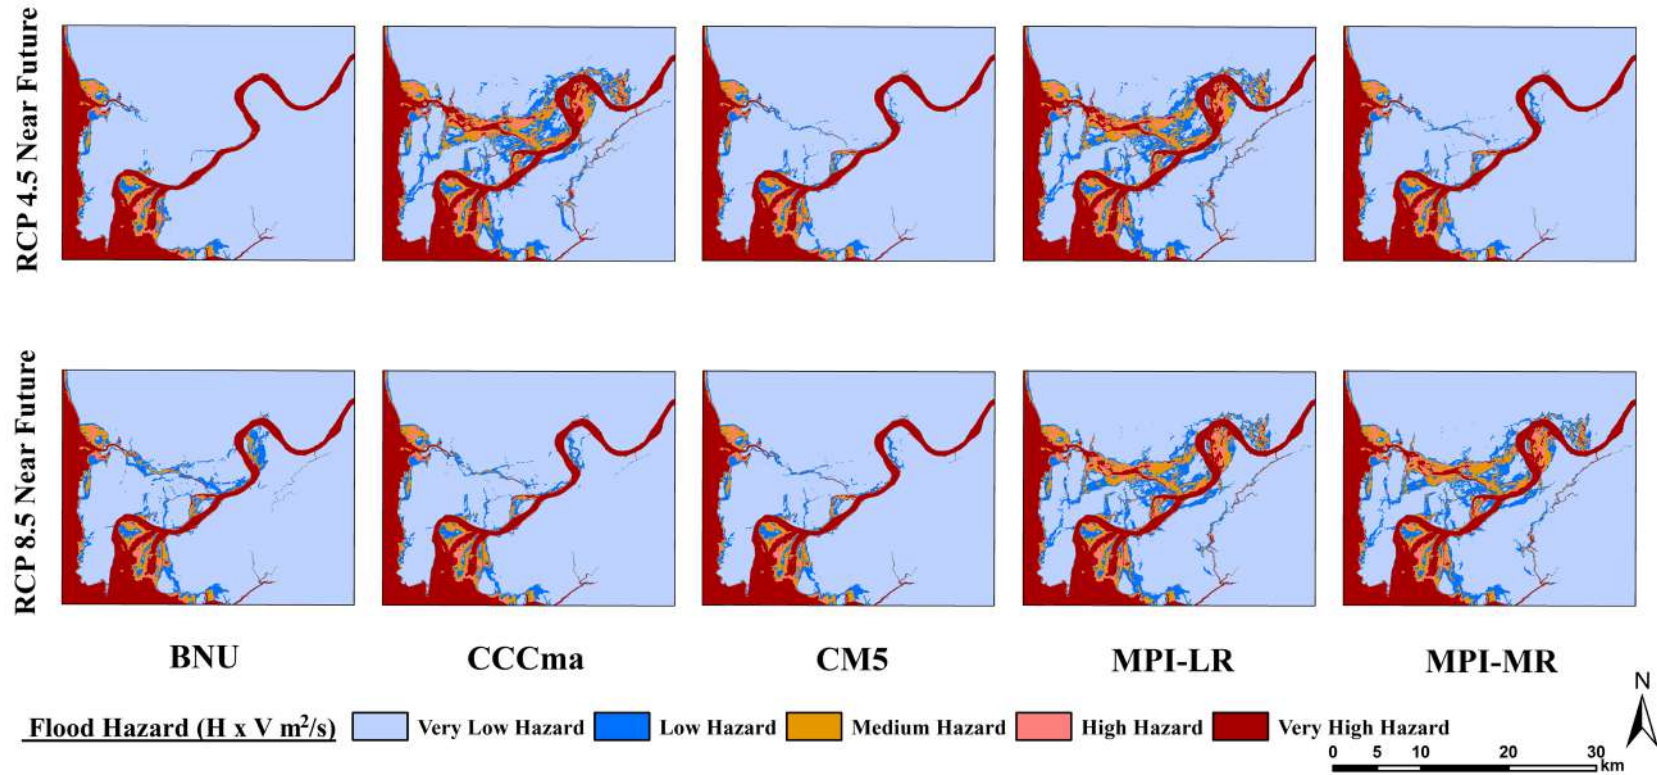 RCP 4.5 Near Future
RCP 8.5 Near Future
BNU CCCma CM5 MPI-LR MPI-MR
N
Flood Hazard (H x V m²/s) Very Low Hazard Low Hazard Medium Hazard High Hazard Very High Hazard
0 5 10 20 30
km